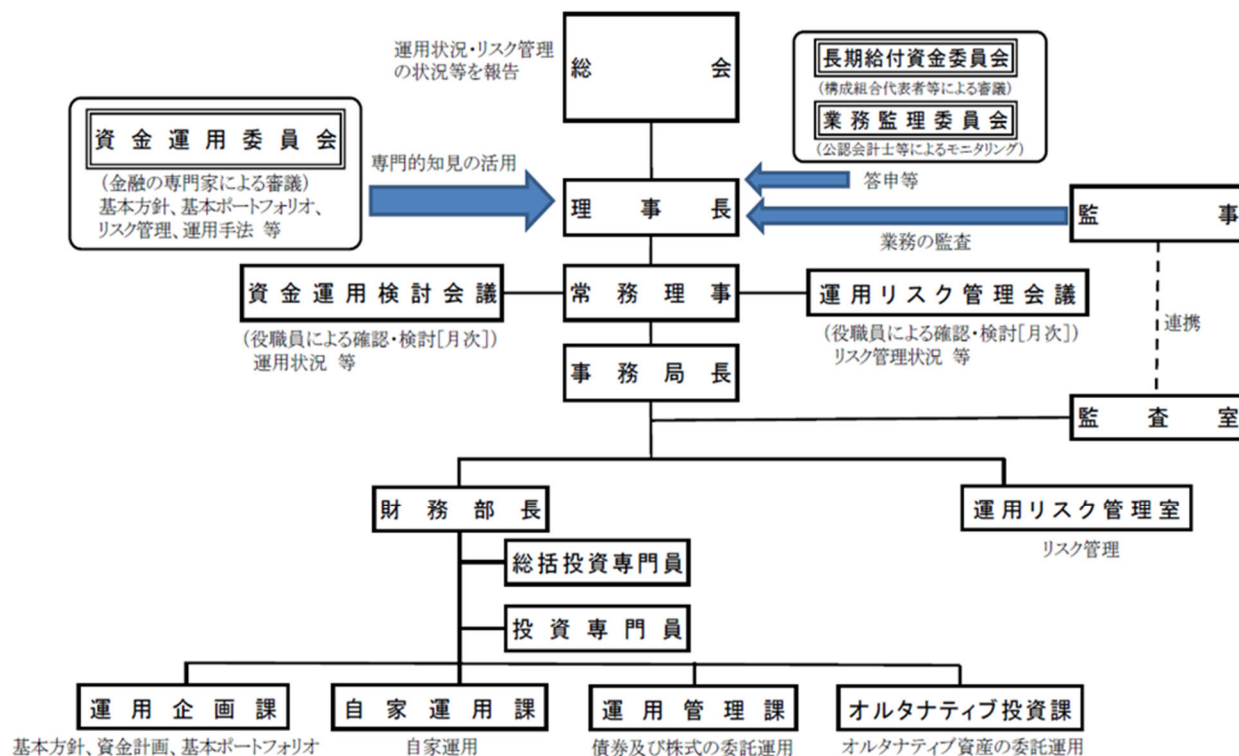 運用状況・リスク管理
の状況等を報告
総会
長期給付資金委員会
(構成組合代表者等による審議)
業務監理委員会
(公認会計士等によるモニタリング)
資金運用委員会
(金融の専門家による審議)
基本方針、基本ポートフォリオ、
リスク管理、運用手法 等
専門的知見の活用
答申等
理事長
監事
業務の監査
資金運用検討会議
常務理事
運用リスク管理会議
(役職員による確認・検討[月次])
運用状況 等
(役職員による確認・検討[月次])
リスク管理状況 等
連携
事務局長
監査室
財務部長
運用リスク管理室
リスク管理
総括投資専門員
投資専門員
運用企画課
自家運用課
運用管理課
オルタナティブ投資課
基本方針、資金計画、基本ポートフォリオ
自家運用
債券及び株式の委託運用
オルタナティブ資産の委託運用